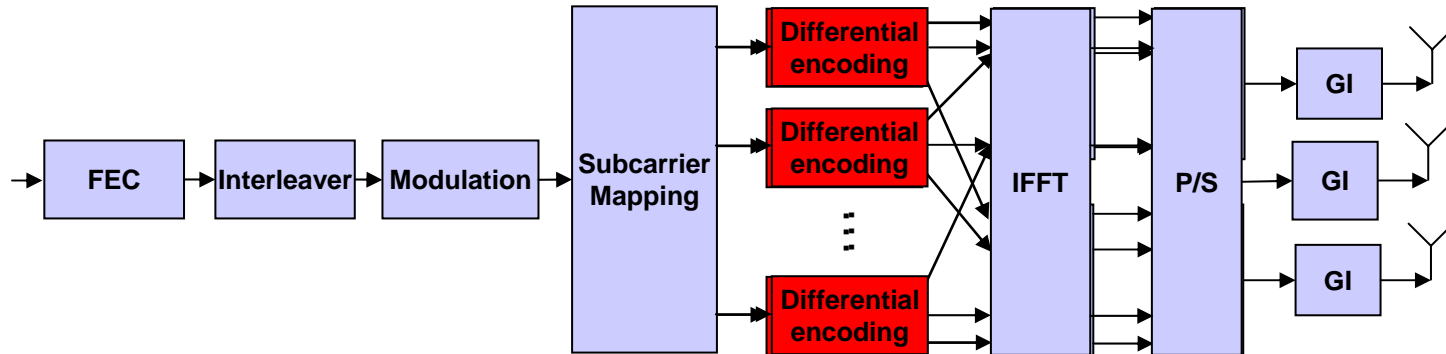 FEC
Interleaver
Modulation
Subcarrier
Mapping
Differential
encoding
Differential
encoding
Differential
encoding
IFFT
P/S
GI
GI
GI